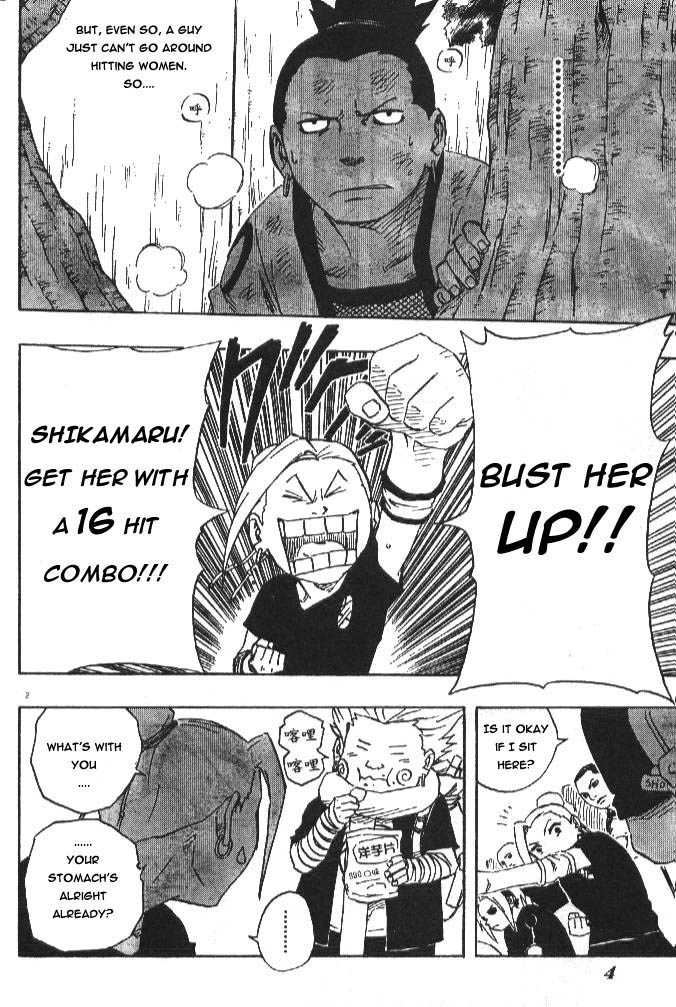 BUT, EVEN SO, A GUY
JUST CAN'T GO AROUND
HITTING WOMEN.
SO....
呼
呼
BUST HER
UP!!
SHIKAMARU!
GET HER WITH
A 16 HIT
COMBO!!!
2
IS IT OKAY
IF I SIT
HERE?
喀哩
喀哩
洋芋片
WHAT'S WITH
YOU
....
......
YOUR
STOMACH'S
ALRIGHT
ALREADY?
4